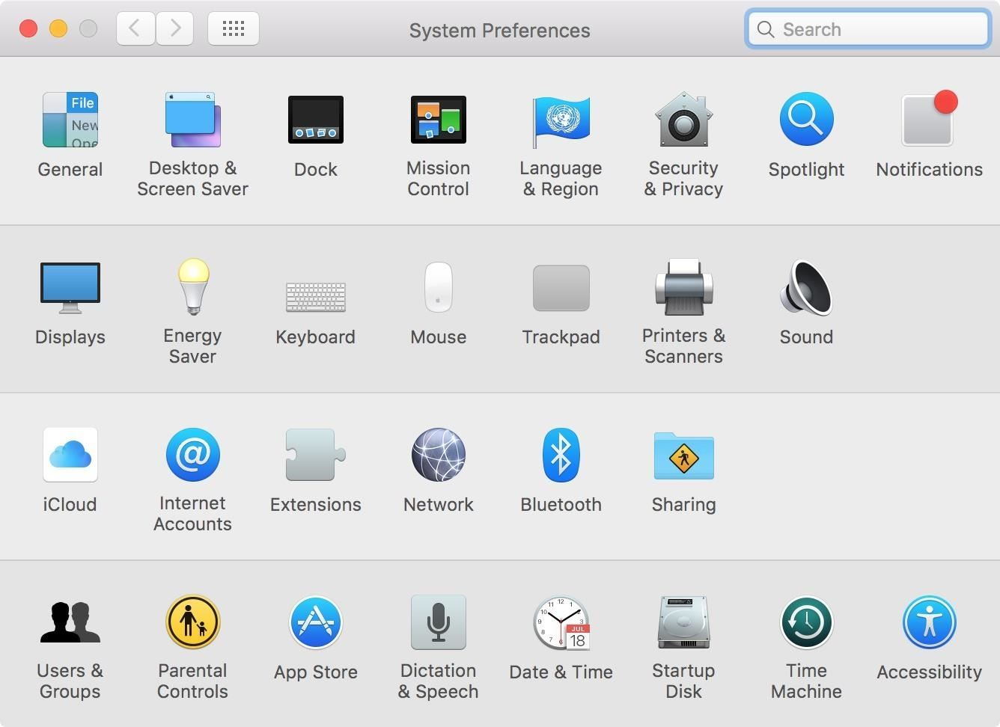 System Preferences
Search
File
New
Ope
General
Desktop &
Screen Saver
Dock
Mission
Control
Language
& Region
Security
& Privacy
Spotlight
Notifications
Displays
Energy
Saver
Keyboard
Mouse
Trackpad
Printers &
Scanners
Sound
iCloud
@
Internet
Accounts
Extensions
Network
Bluetooth
Sharing
Users &
Groups
Parental
Controls
App Store
Dictation
& Speech
JUL
18
Date & Time
Startup
Disk
Time
Machine
Accessibility